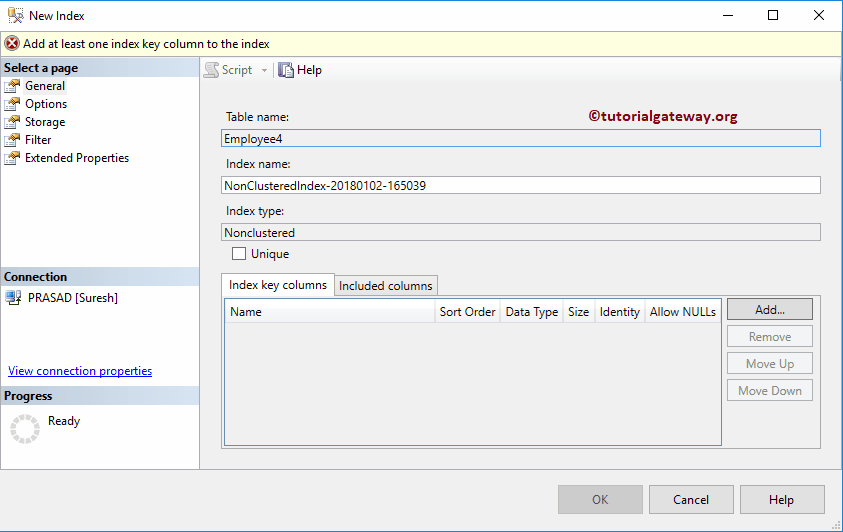 New Index
Add at least one index key column to the index
Select a page
General
Options
Storage
Filter
Extended Properties
Connection
PRASAD [Suresh]
View connection properties
Progress
Ready
Script
Help
©tutorialgateway.org
Table name:
Employee4
Index name:
NonClusteredIndex-20180102-165039
Index type:
Nonclustered
Unique
Index key columns Included columns
Name Sort Order Data Type Size Identity Allow NULLs
Add...
Remove
Move Up
Move Down
OK Cancel Help